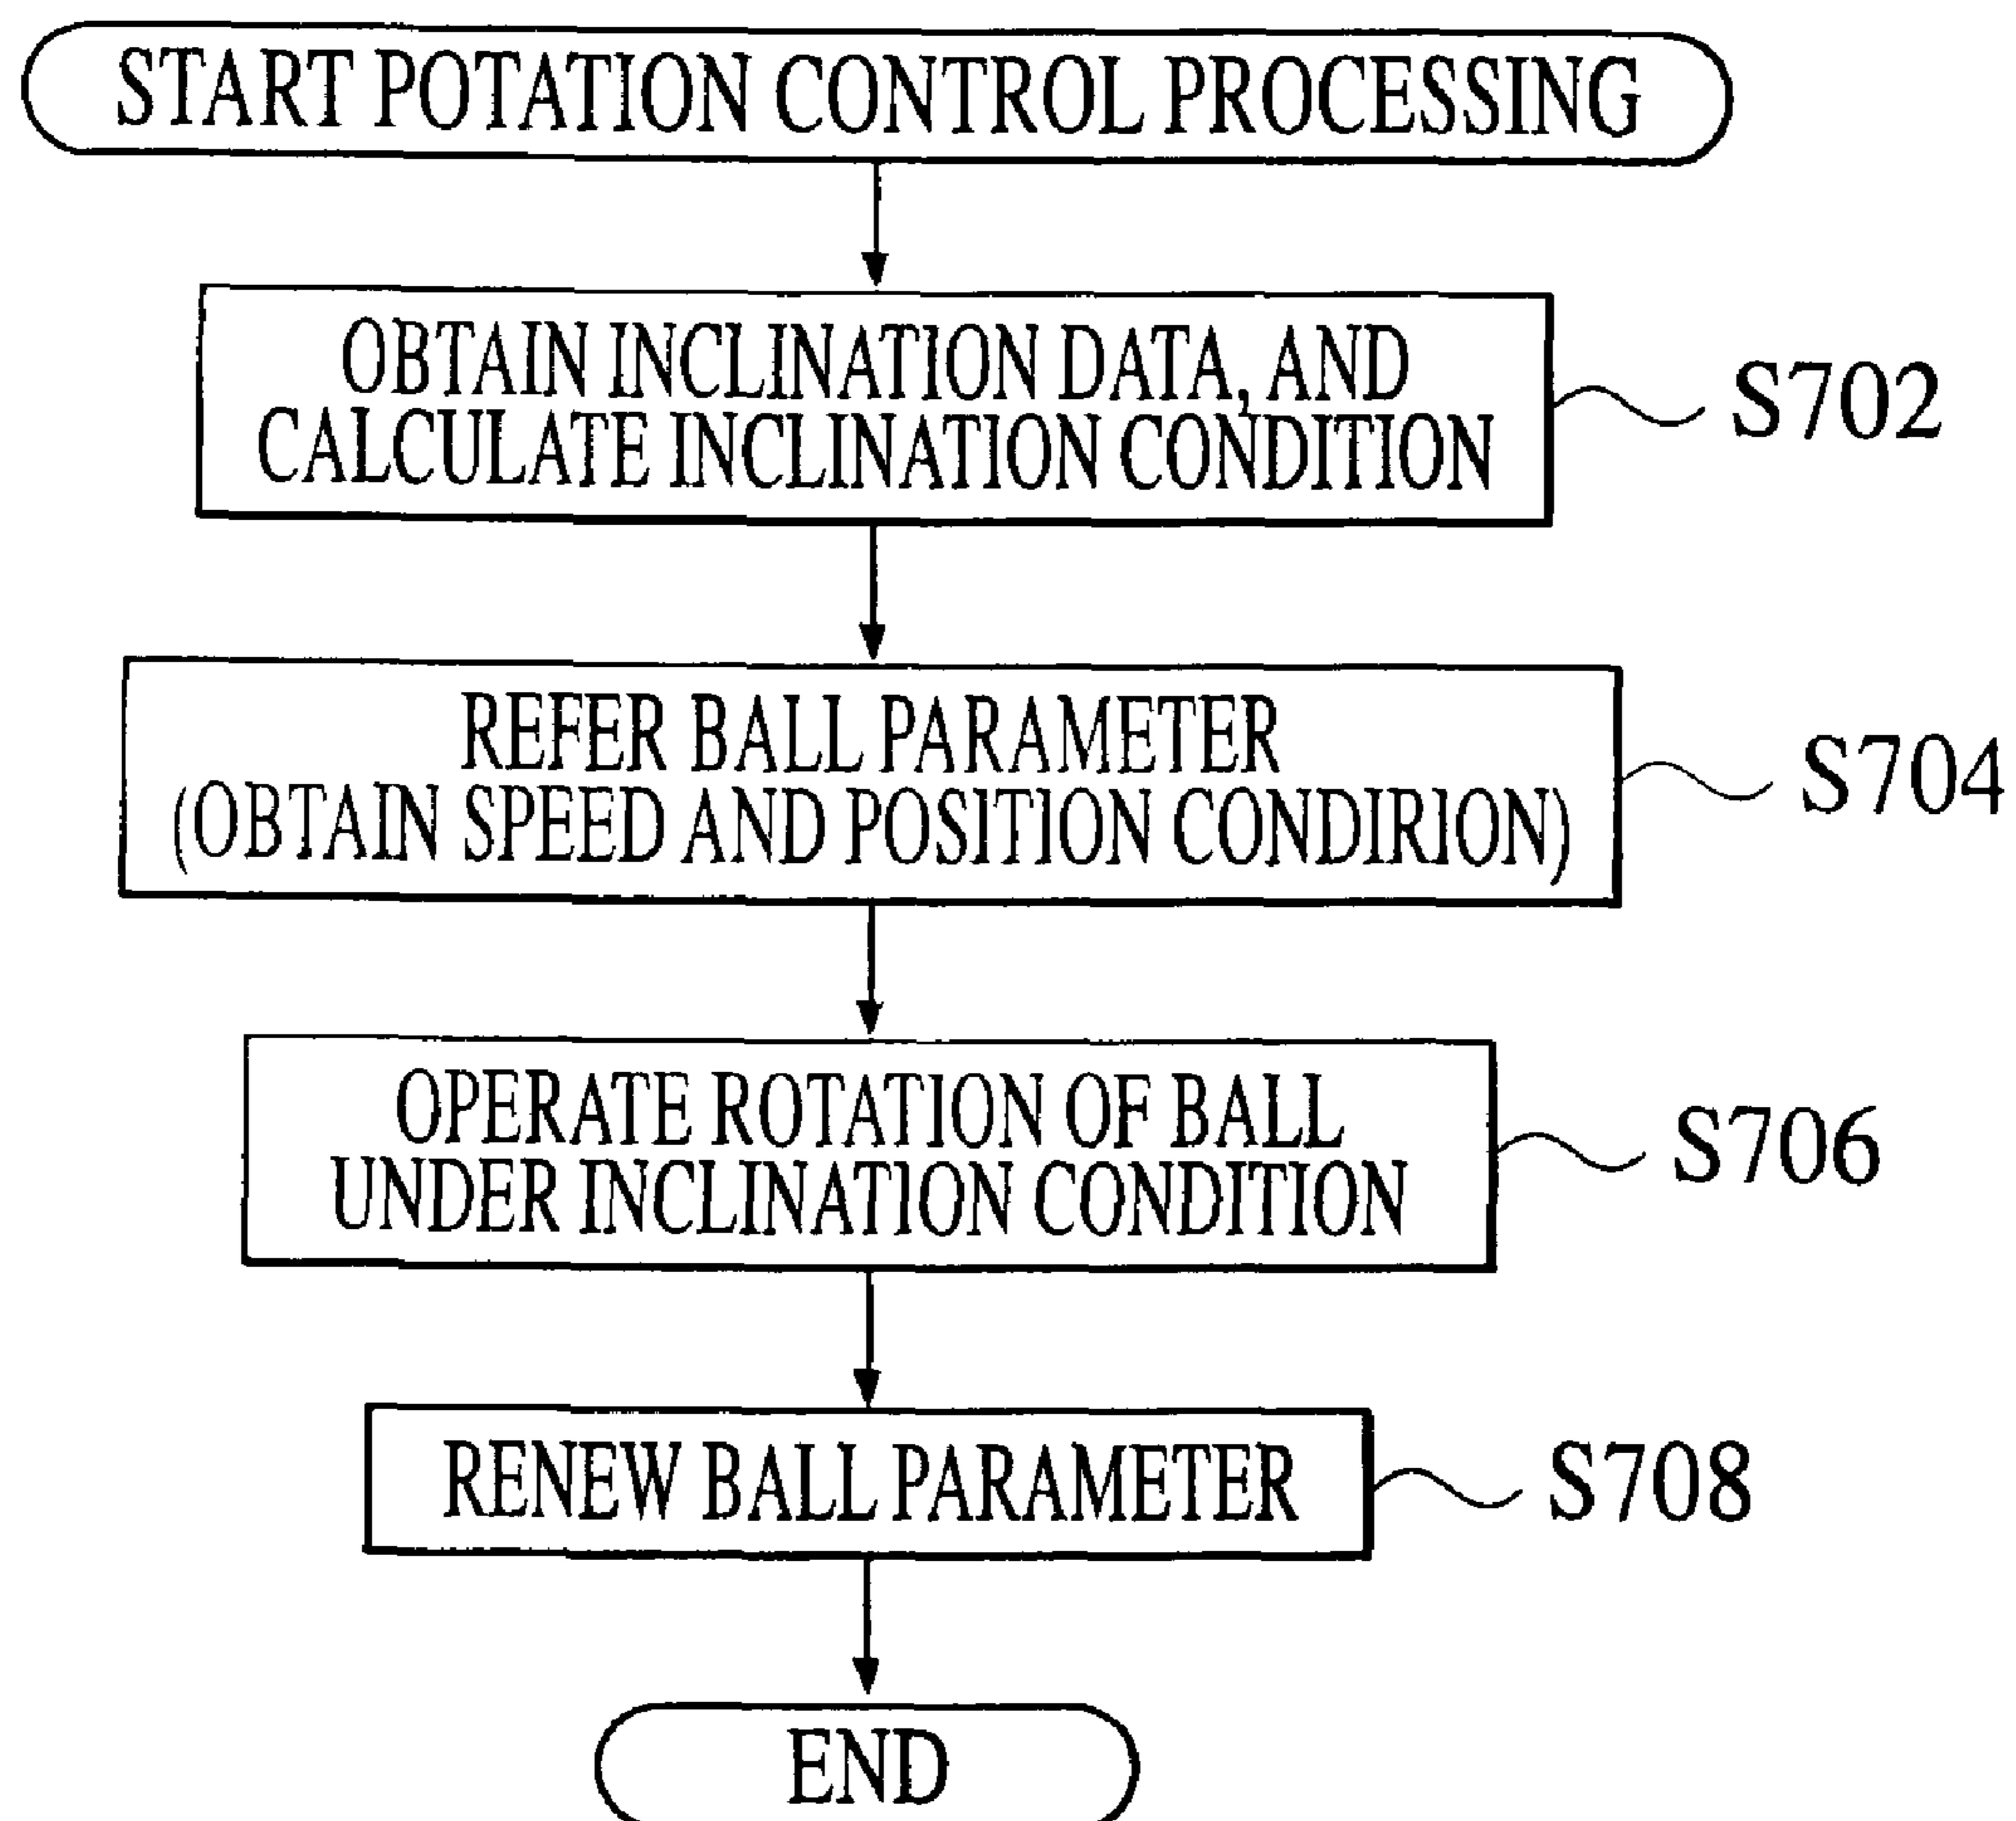 START POTATION CONTROL PROCESSING
OBTAIN INCLINATION DATA, AND
CALCULATE INCLINATION CONDITION
S702
REFER BALL PARAMETER
(OBTAIN SPEED AND POSITION CONDIRION)
S704
OPERATE ROTATION OF BALL
UNDER INCLINATION CONDITION
S706
RENEW BALL PARAMETER
S708
END